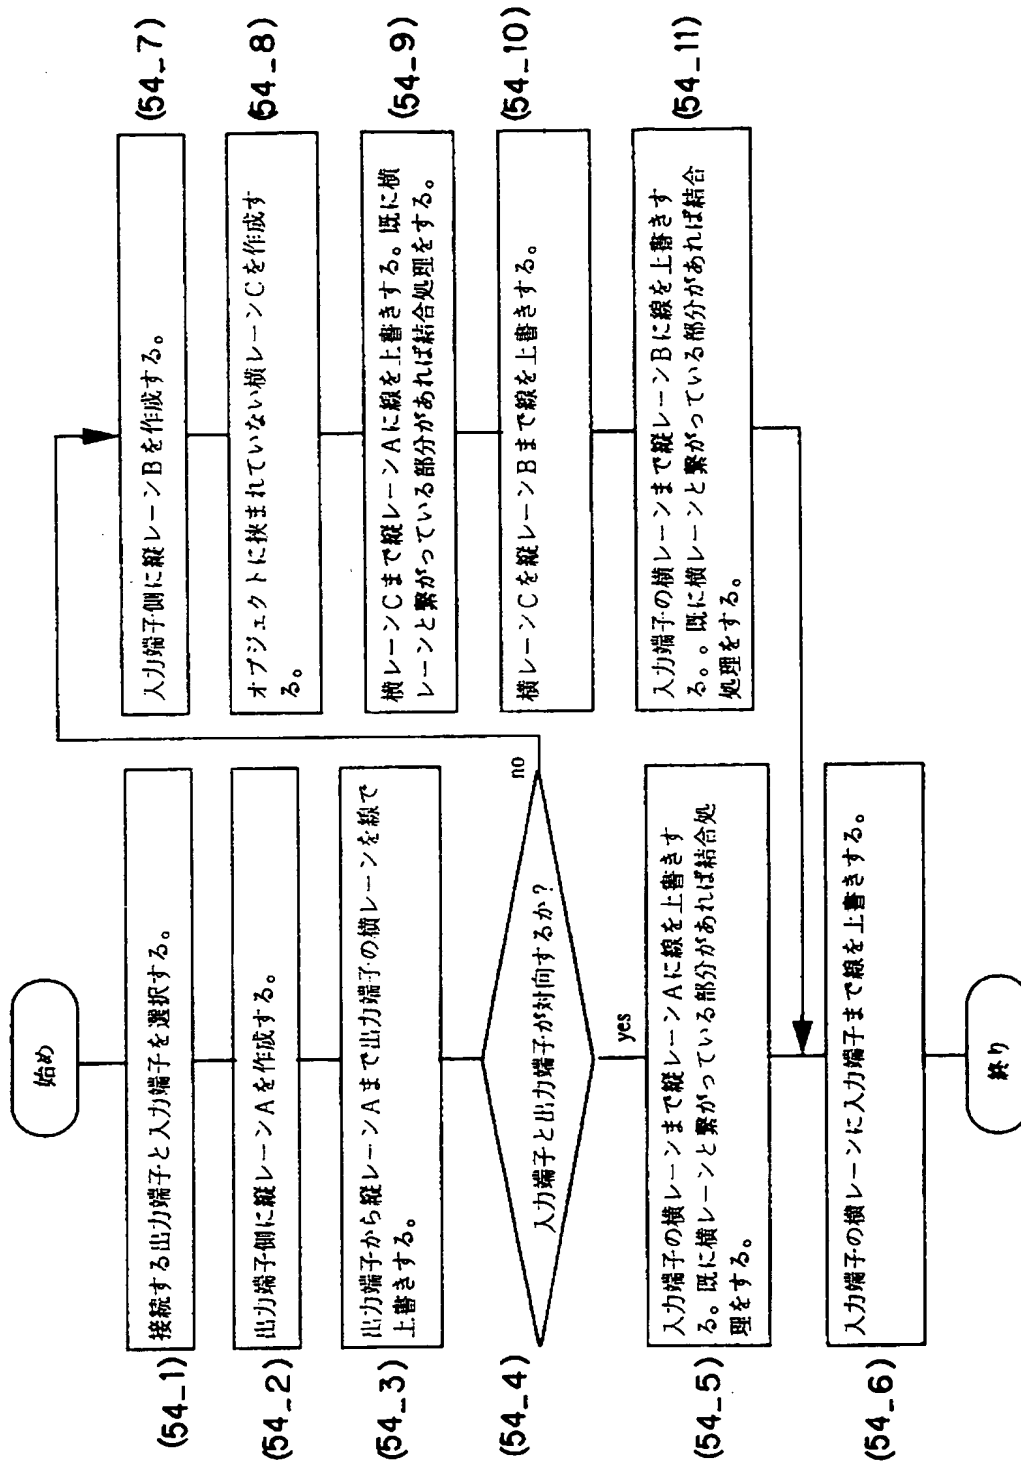 始め
(54_1)
接続する出力端子と入力端子を選択する。
(54_2)
出力端子側に縦レーンAを作成する。
(54_3)
出力端子から縦レーンAまで出力端子の横レーンを線で
上書きする。
(54_4)
入力端子と出力端子が対向するか？
no
yes
(54_5)
入力端子の横レーンまで縦レーンAに線を上書きす
る。既に横レーンと繋がっている部分があれば結合処
理をする。
(54_6)
入力端子の横レーンに入力端子まで線を上書きする。
終り
(54_7)
入力端子側に縦レーンBを作成する。
(54_8)
オブジェクトに挟まれていない横レーンCを作成す
る。
(54_9)
横レーンCまで縦レーンAに線を上書きする。既に横
レーンと繋がっている部分があれば結合処理をする。
(54_10)
横レーンCを縦レーンBまで線を上書きする。
(54_11)
入力端子の横レーンまで縦レーンBに線を上書きす
る。。既に横レーンと繋がっている部分があれば結合
処理をする。